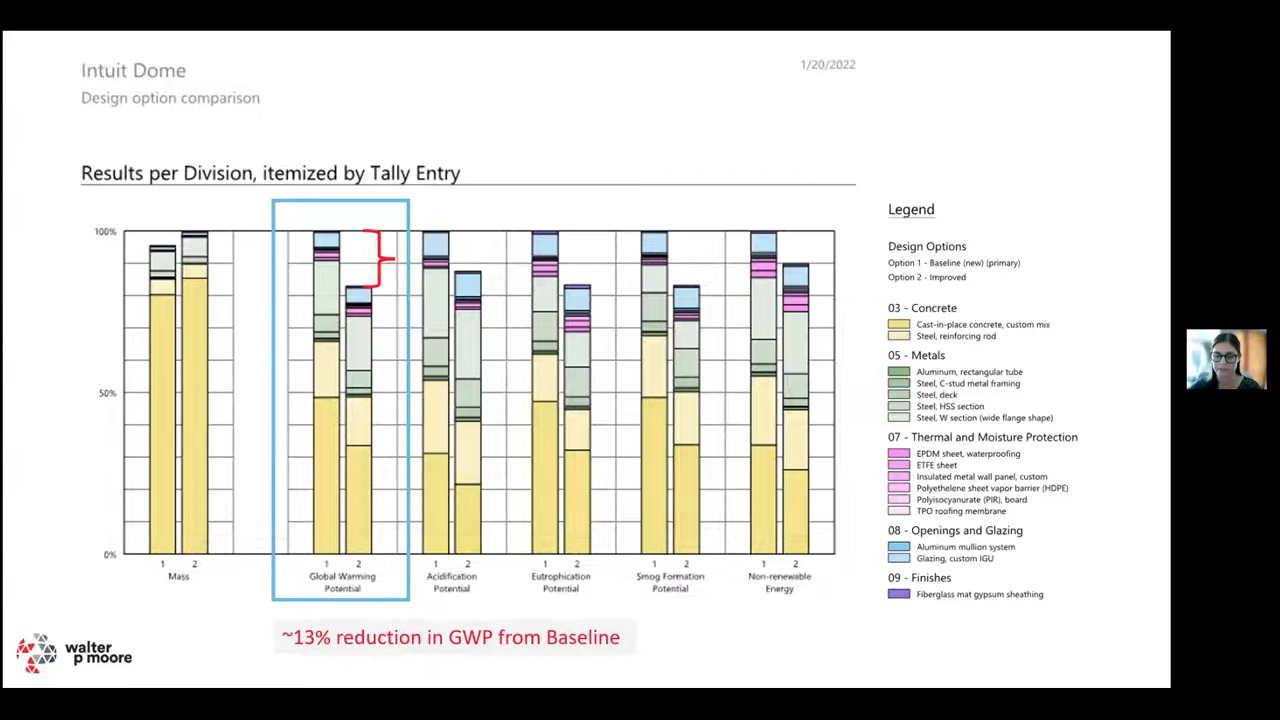 Intuit Dome
1/20/2022
Design option comparison
Results per Division, itemized by Tally Entry
100%
50%
0%
1 2 1 2 1 2 1 2 1 2 1 2
Mass
Global Warming
Potential
Acidification
Potential
Eutrophication
Potential
Smog Formation
Potential
Non-renewable
Energy
Legend
Design Options
Option 1 - Baseline (new) (primary)
Option 2 - Improved
03 - Concrete
Cast-in-place concrete, custom mix
Steel, reinforcing rod
05 - Metals
Aluminum, rectangular tube
Steel, C-stud metal framing
Steel, deck
Steel, HSS section
Steel, W section (wide flange shape)
07 - Thermal and Moisture Protection
EPDM sheet, waterproofing
ETFE sheet
Insulated metal wall panel, custom
Polyethelene sheet vapor barrier (HDPE)
Polyisocyanurate (PIR), board
TPO roofing membrane
08 - Openings and Glazing
Aluminum mullion system
Glazing, custom IGU
09 - Finishes
Fiberglass mat gypsum sheathing
~13% reduction in GWP from Baseline
walter
p moore